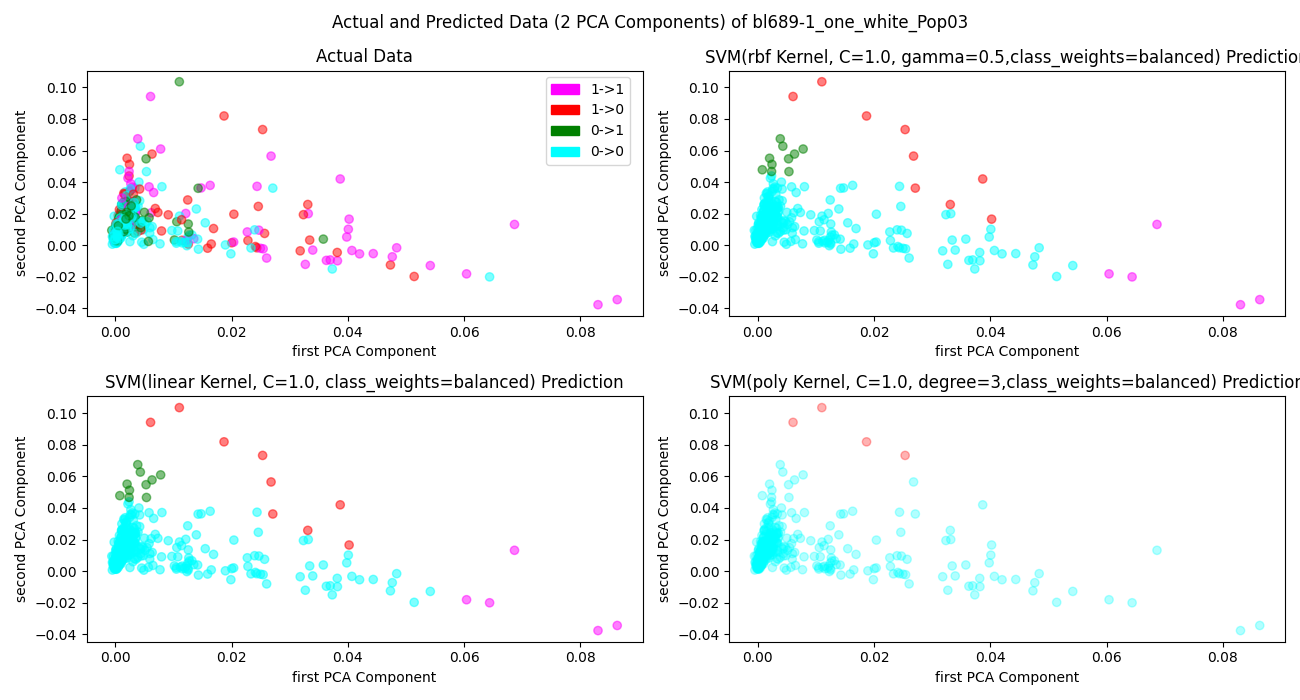 Actual and Predicted Data (2 PCA Components) of bl689-1_one_white_Pop03
Actual Data
second PCA Component
0.10
0.08
0.06
0.04
0.02
0.00
−0.02
−0.04
1->1
1->0
0->1
0->0
0.00 0.02 0.04 0.06 0.08
first PCA Component
SVM(rbf Kernel, C=1.0, gamma=0.5,class_weights=balanced) Prediction
second PCA Component
0.10
0.08
0.06
0.04
0.02
0.00
−0.02
−0.04
0.00 0.02 0.04 0.06 0.08
first PCA Component
SVM(linear Kernel, C=1.0, class_weights=balanced) Prediction
second PCA Component
0.10
0.08
0.06
0.04
0.02
0.00
−0.02
−0.04
0.00 0.02 0.04 0.06 0.08
first PCA Component
SVM(poly Kernel, C=1.0, degree=3,class_weights=balanced) Prediction
second PCA Component
0.10
0.08
0.06
0.04
0.02
0.00
−0.02
−0.04
0.00 0.02 0.04 0.06 0.08
first PCA Component